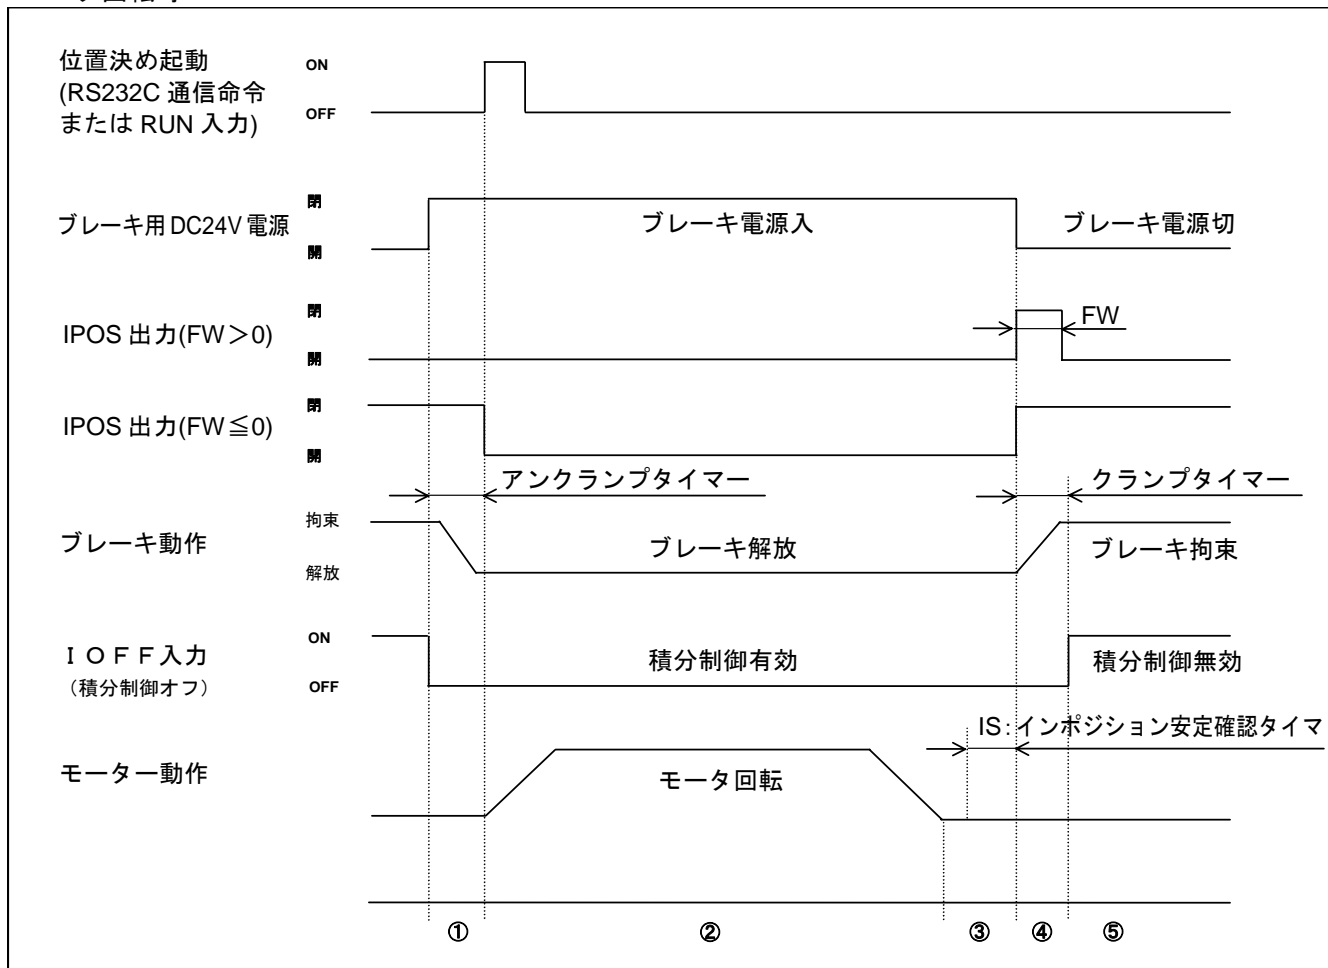 位置決め起動
(RS232C 通信命令
または RUN 入力)
ON
OFF
ブレーキ用 DC24V 電源
閉
開
ブレーキ電源入
ブレーキ電源切
IPOS 出力(FW＞0)
閉
開
FW
IPOS 出力(FW≦0)
閉
開
アンクランプタイマー
クランプタイマー
ブレーキ動作
拘束
解放
ブレーキ解放
ブレーキ拘束
ＩＯＦＦ入力
（積分制御オフ）
ON
OFF
積分制御有効
積分制御無効
IS：インポジション安定確認タイマ
モーター動作
モータ回転
① ② ③ ④ ⑤